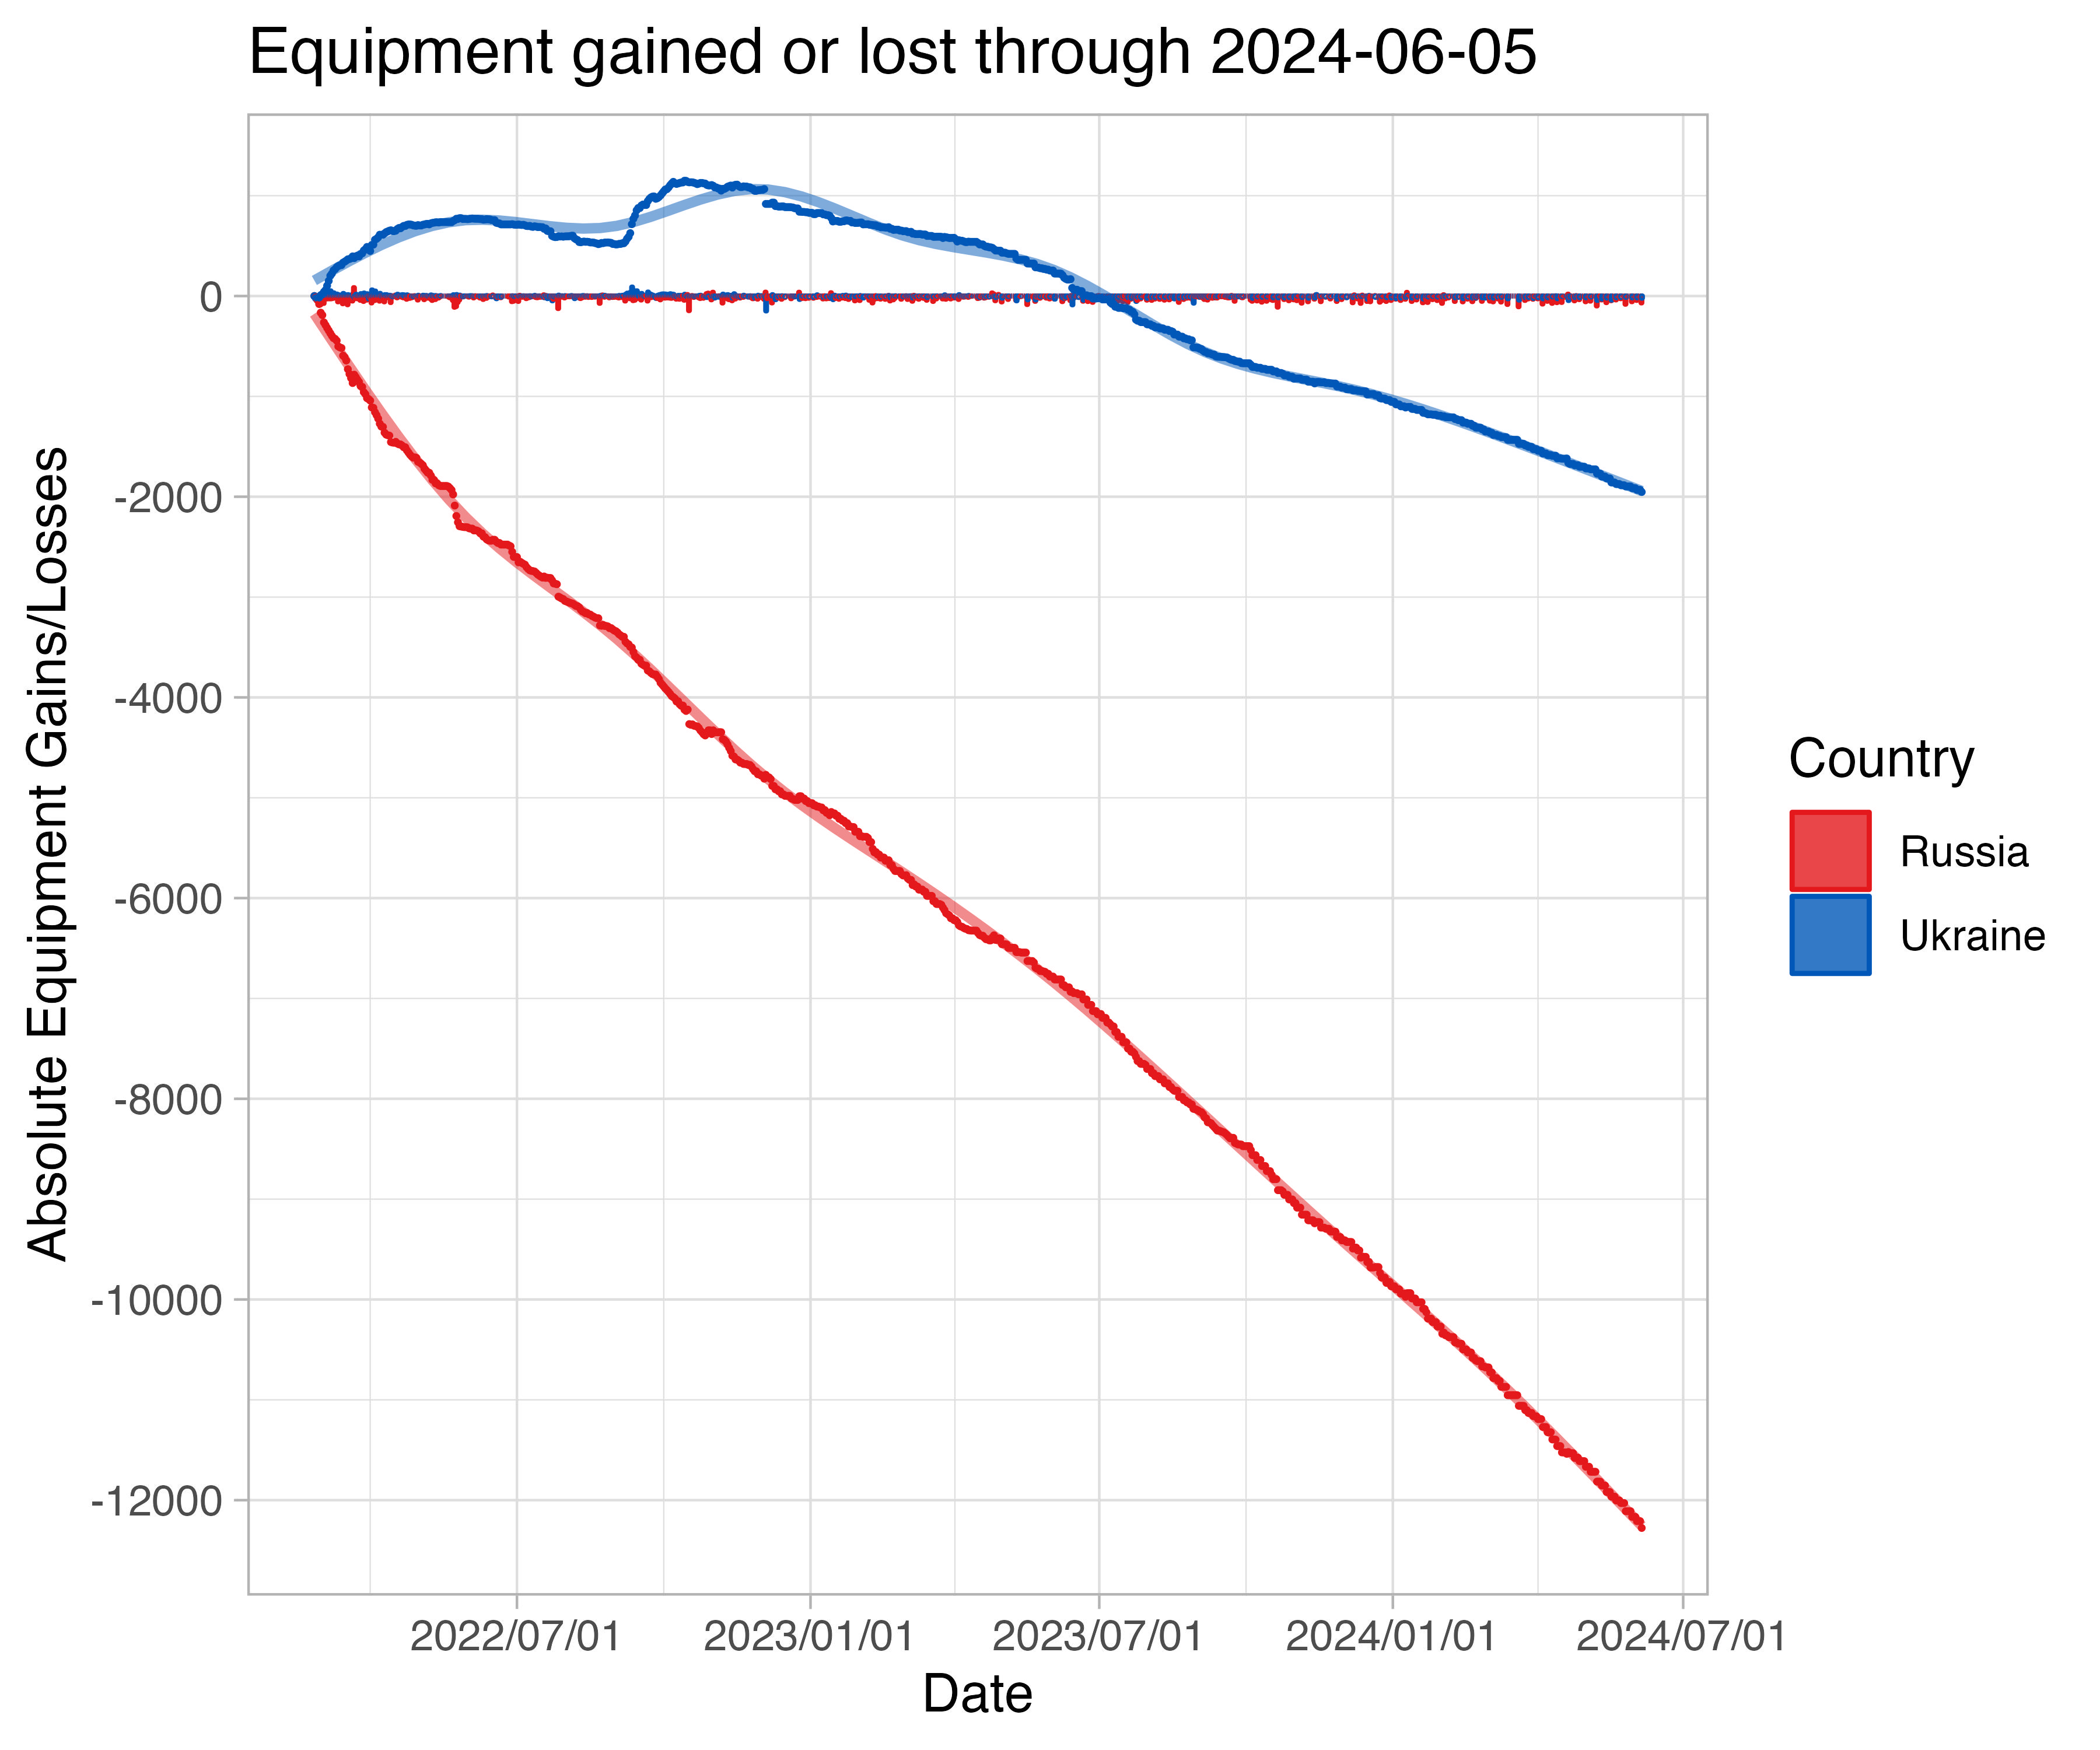 Equipment gained or lost through 2024-06-05
Absolute Equipment Gains/Losses
0
-2000
-4000
-6000
-8000
-10000
-12000
2022/07/01
2023/01/01
2023/07/01
2024/01/01
2024/07/01
Date
Country
Russia
Ukraine